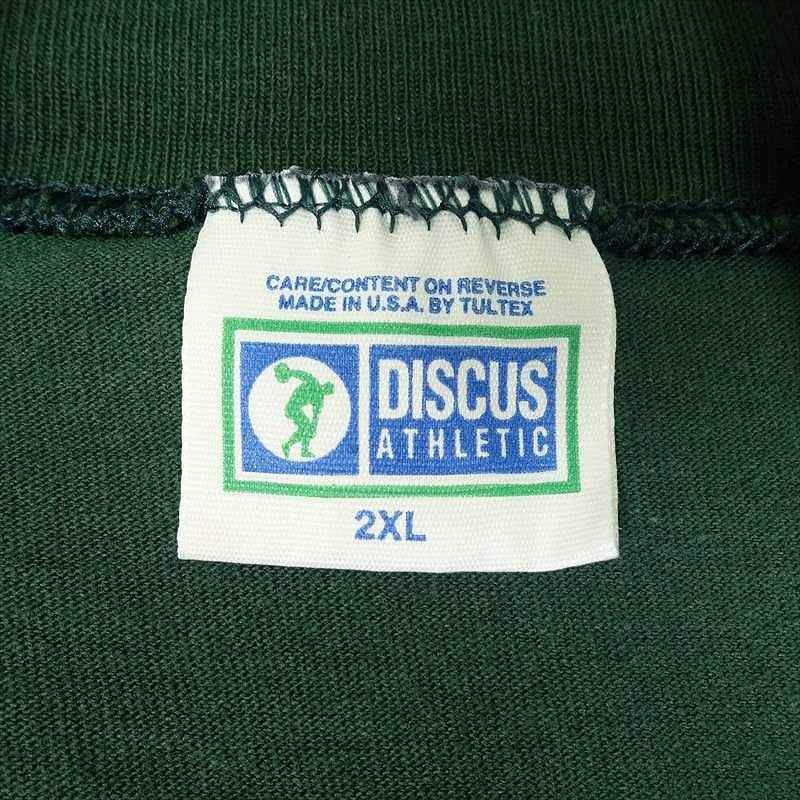 CARE/CONTENT ON REVERSE
MADE IN U.S.A. BY TULTEX
DISCUS
ATHLETIC
2XL